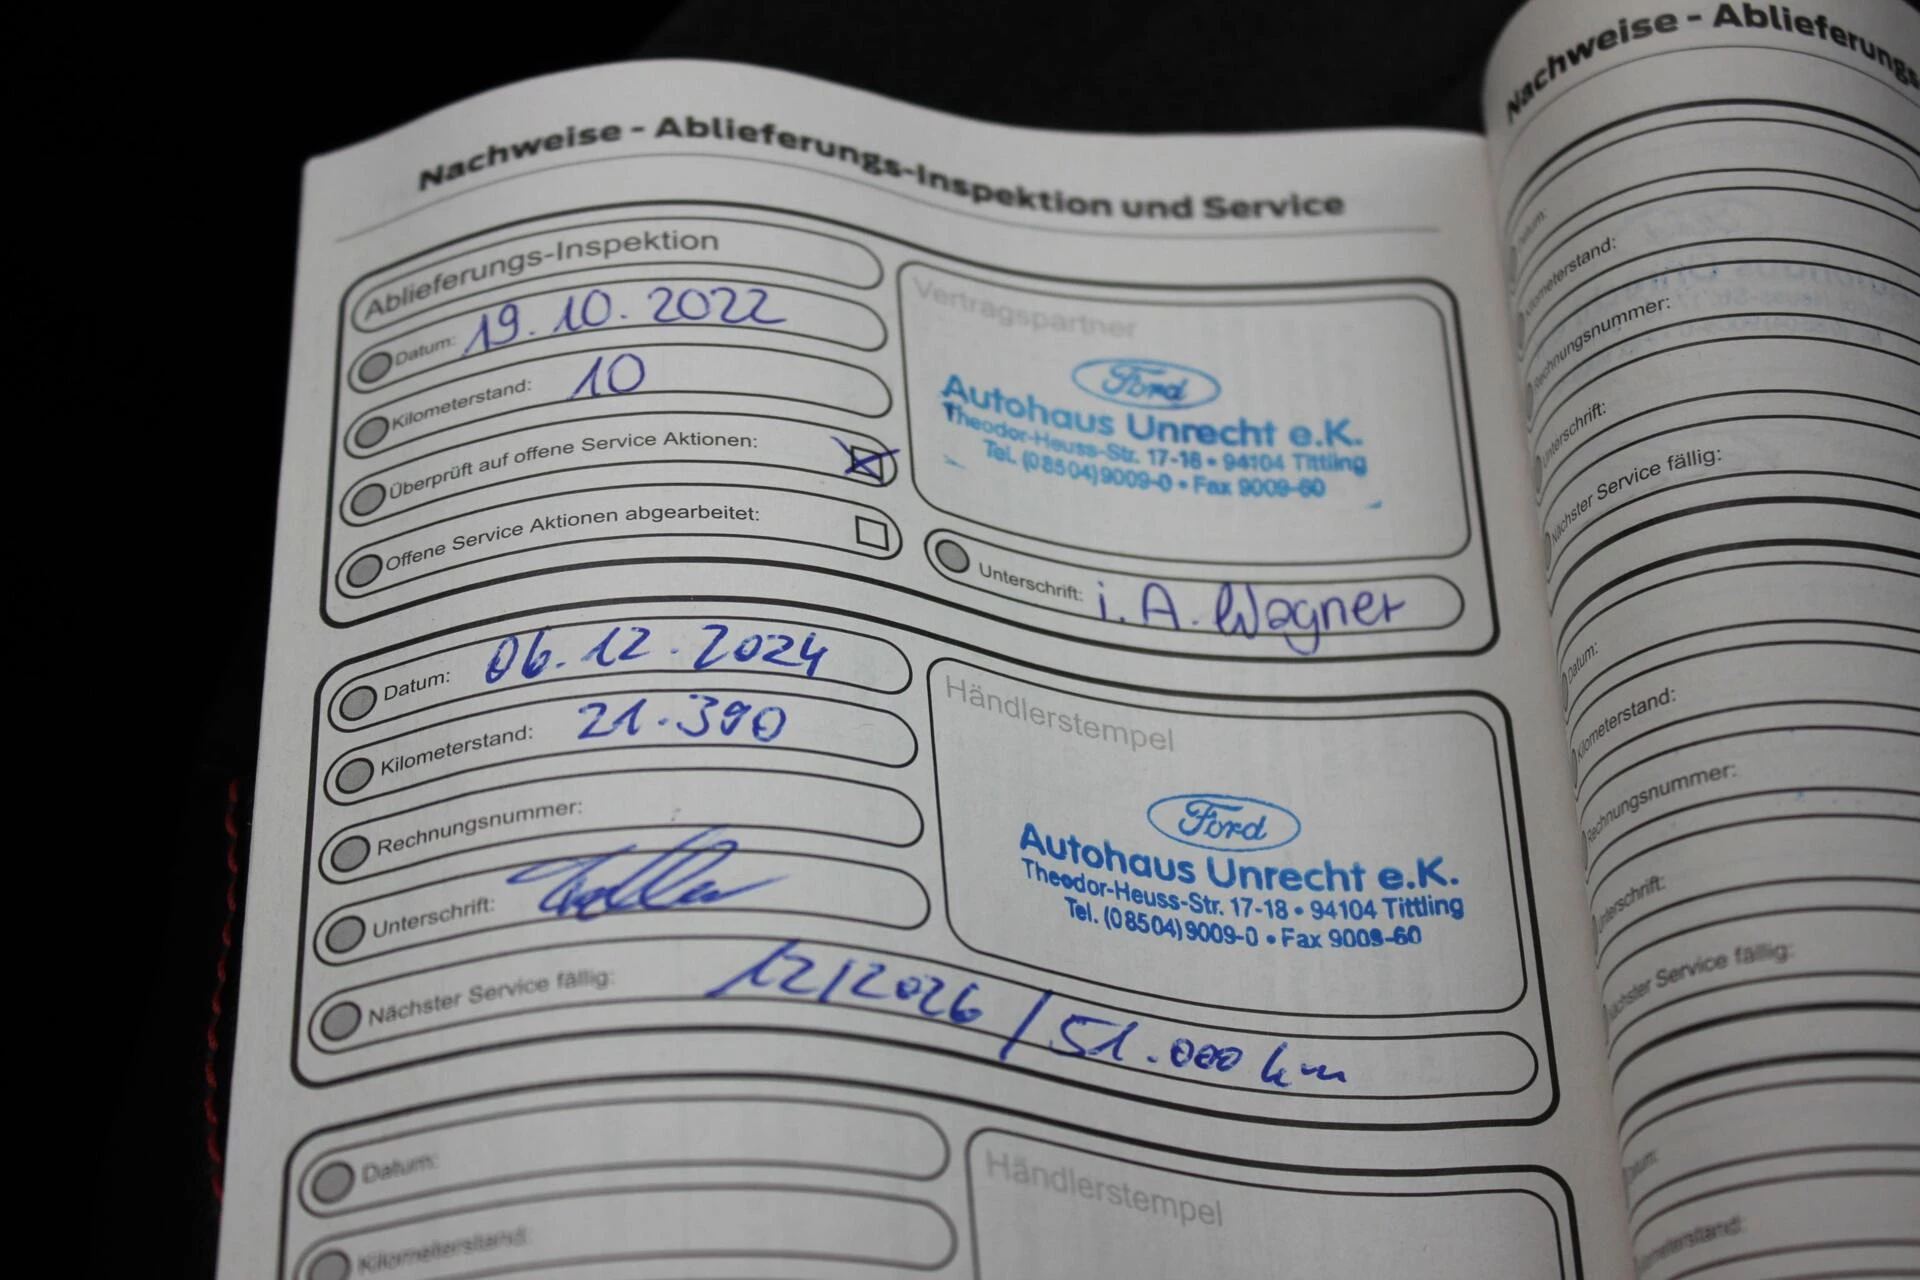 Nachweise - Ablieferungs-Inspektion und Service
Ablieferungs-Inspektion
Datum: 19.10.2022
Kilometerstand: 10
Überprüft auf offene Service Aktionen:
Offene Service Aktionen abgearbeitet:
Vertragspartner
Ford
Autohaus Unrecht e.K.
Theodor-Heuss-Str. 17-18 • 94104 Tittling
Tel. (08504)9009-0 • Fax 9009-60
Unterschrift: i.A. Wagner
Datum: 06.12.2024
Kilometerstand: 21.390
Rechnungsnummer:
Unterschrift:
Nächster Service fällig: 12/2026 / 51.000 km
Händlerstempel
Ford
Autohaus Unrecht e.K.
Theodor-Heuss-Str. 17-18 • 94104 Tittling
Tel. (08504)9009-0 • Fax 9009-60
Datum:
Kilometerstand:
Händlerstempel
Nachweise - Ablieferungs
Datum:
Kilometerstand:
Rechnungsnummer:
Unterschrift:
Nächster Service fällig:
Datum:
Kilometerstand:
Rechnungsnummer:
Unterschrift:
Nächster Service fällig:
Datum:
Kilometerstand: